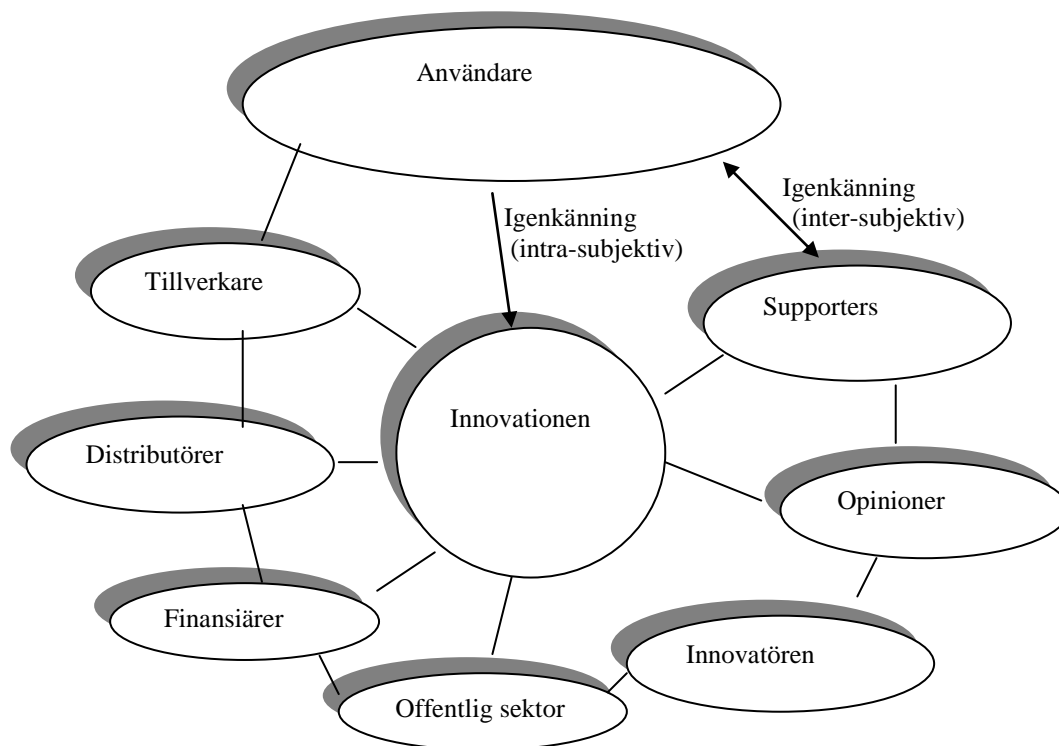 Användare
Igenkänning
(inter-subjektiv)
Igenkänning
(intra-subjektiv)
Tillverkare
Supporters
Innovationen
Distributörer
Opinioner
Finansiärer
Innovatören
Offentlig sektor